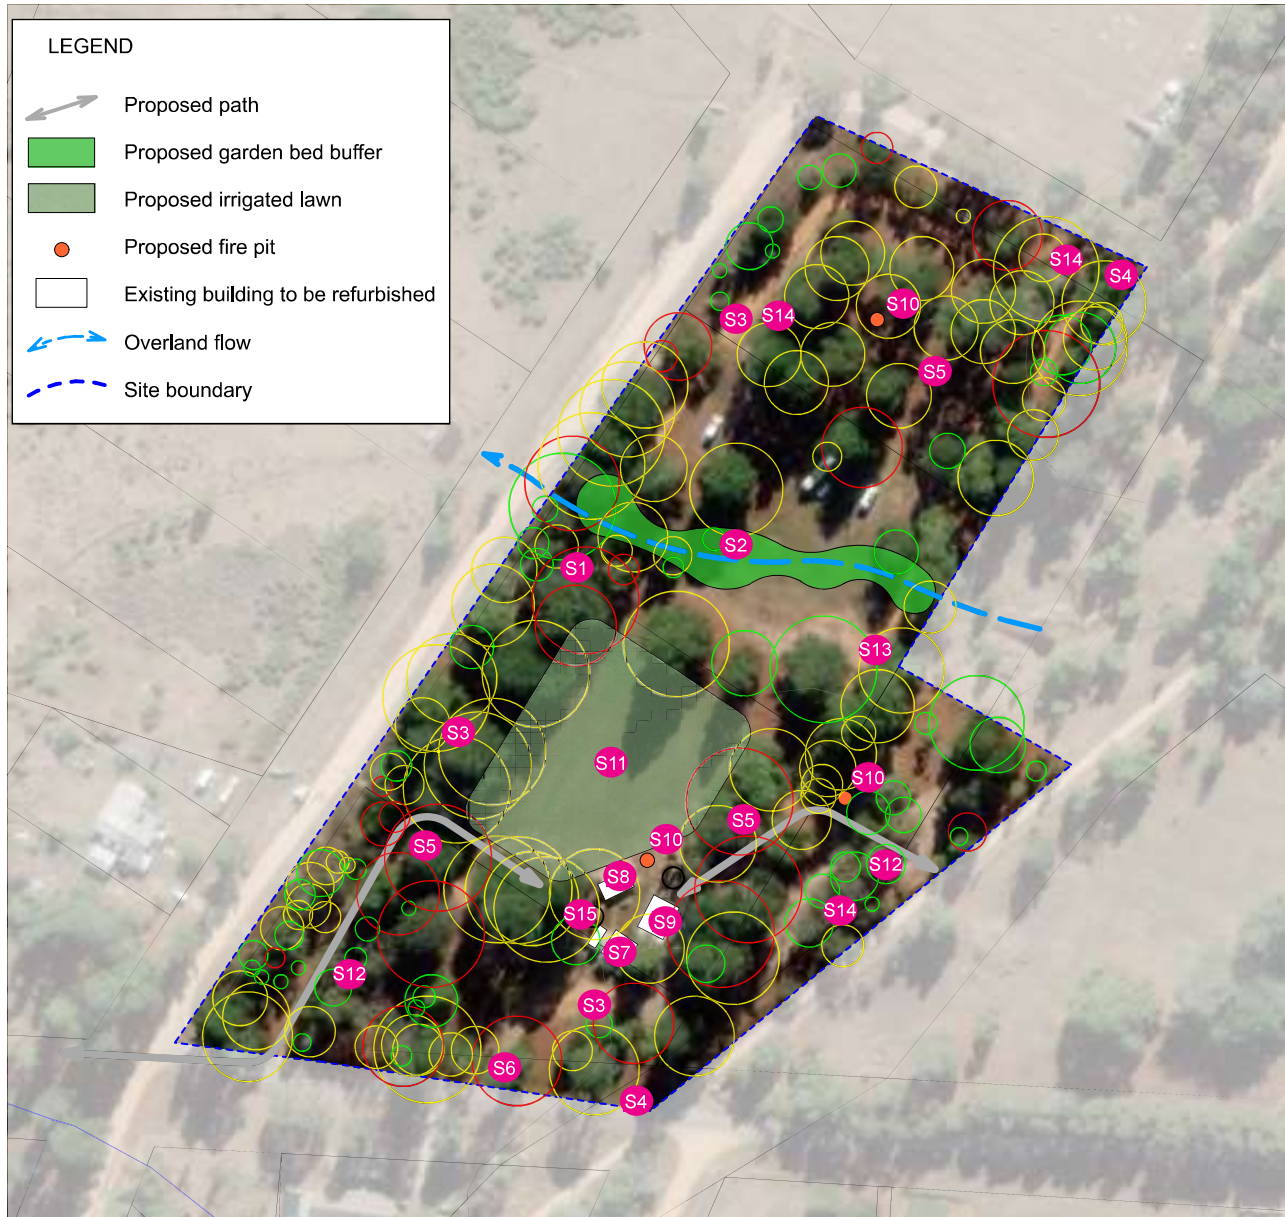 LEGEND
Proposed path
Proposed garden bed buffer
Proposed irrigated lawn
Proposed fire pit
Existing building to be refurbished
Overland flow
Site boundary
S14
S4
S3
S14
S10
S5
S2
S1
S13
S3
S11
S10
S5
S10
S5
S12
S8
S14
S15
S9
S7
S12
S3
S6
S4